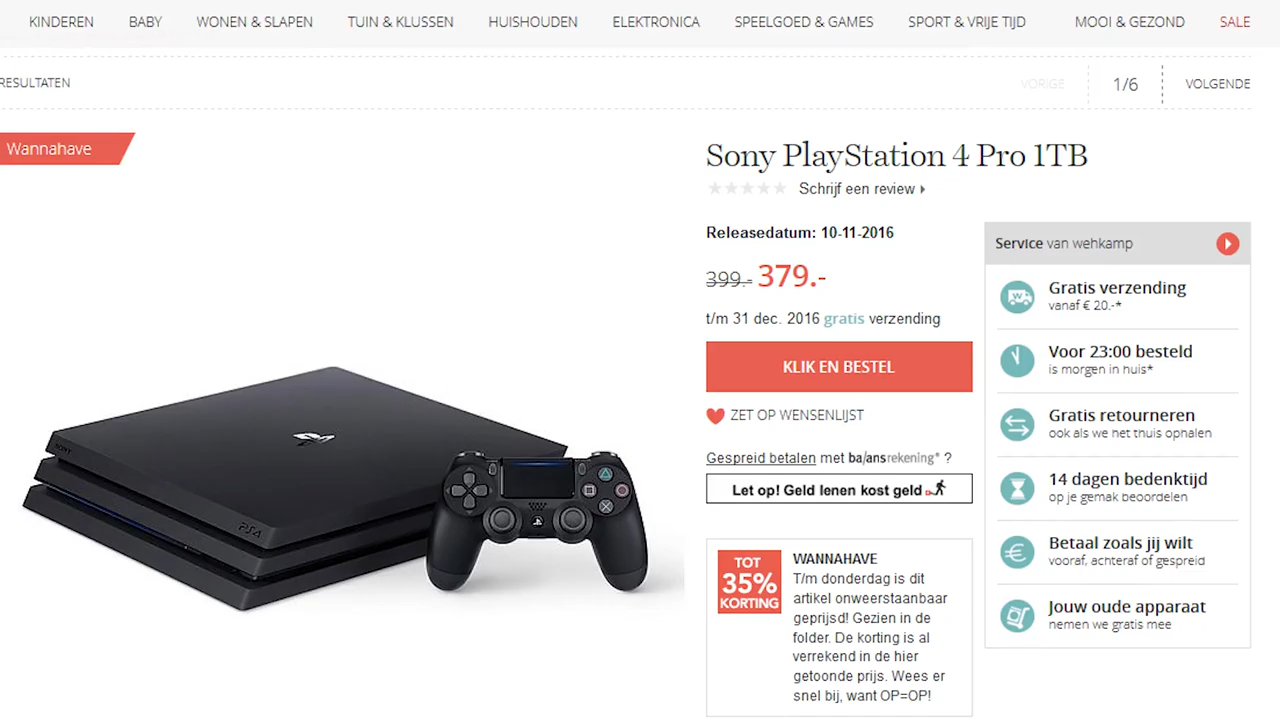 KINDEREN BABY WONEN & SLAPEN TUIN & KLUSSEN HUISHOUDEN ELEKTRONICA SPEELGOED & GAMES SPORT & VRIJE TIJD MOOI & GEZOND SALE
RESULTATEN
VORIGE 1/6 VOLGENDE
Wannahave
SONY
PS4
Sony PlayStation 4 Pro 1TB
Schrijf een review
Releasedatum: 10-11-2016
399.- 379.-
t/m 31 dec. 2016 gratis verzending
KLIK EN BESTEL
ZET OP WENSENLIJST
Gespreid betalen met ba/ansrekening* ?
Let op! Geld lenen kost geld
TOT
35%
KORTING
WANNAHAVE
T/m donderdag is dit
artikel onweerstaanbaar
geprijsd! Gezien in de
folder. De korting is al
verrekend in de hier
getoonde prijs. Wees er
snel bij, want OP=OP!
Service van wehkamp
Gratis verzending
vanaf € 20.-*
Voor 23:00 besteld
is morgen in huis*
Gratis retourneren
ook als we het thuis ophalen
14 dagen bedenktijd
op je gemak beoordelen
Betaal zoals jij wilt
vooraf, achteraf of gespreid
Jouw oude apparaat
nemen we gratis mee